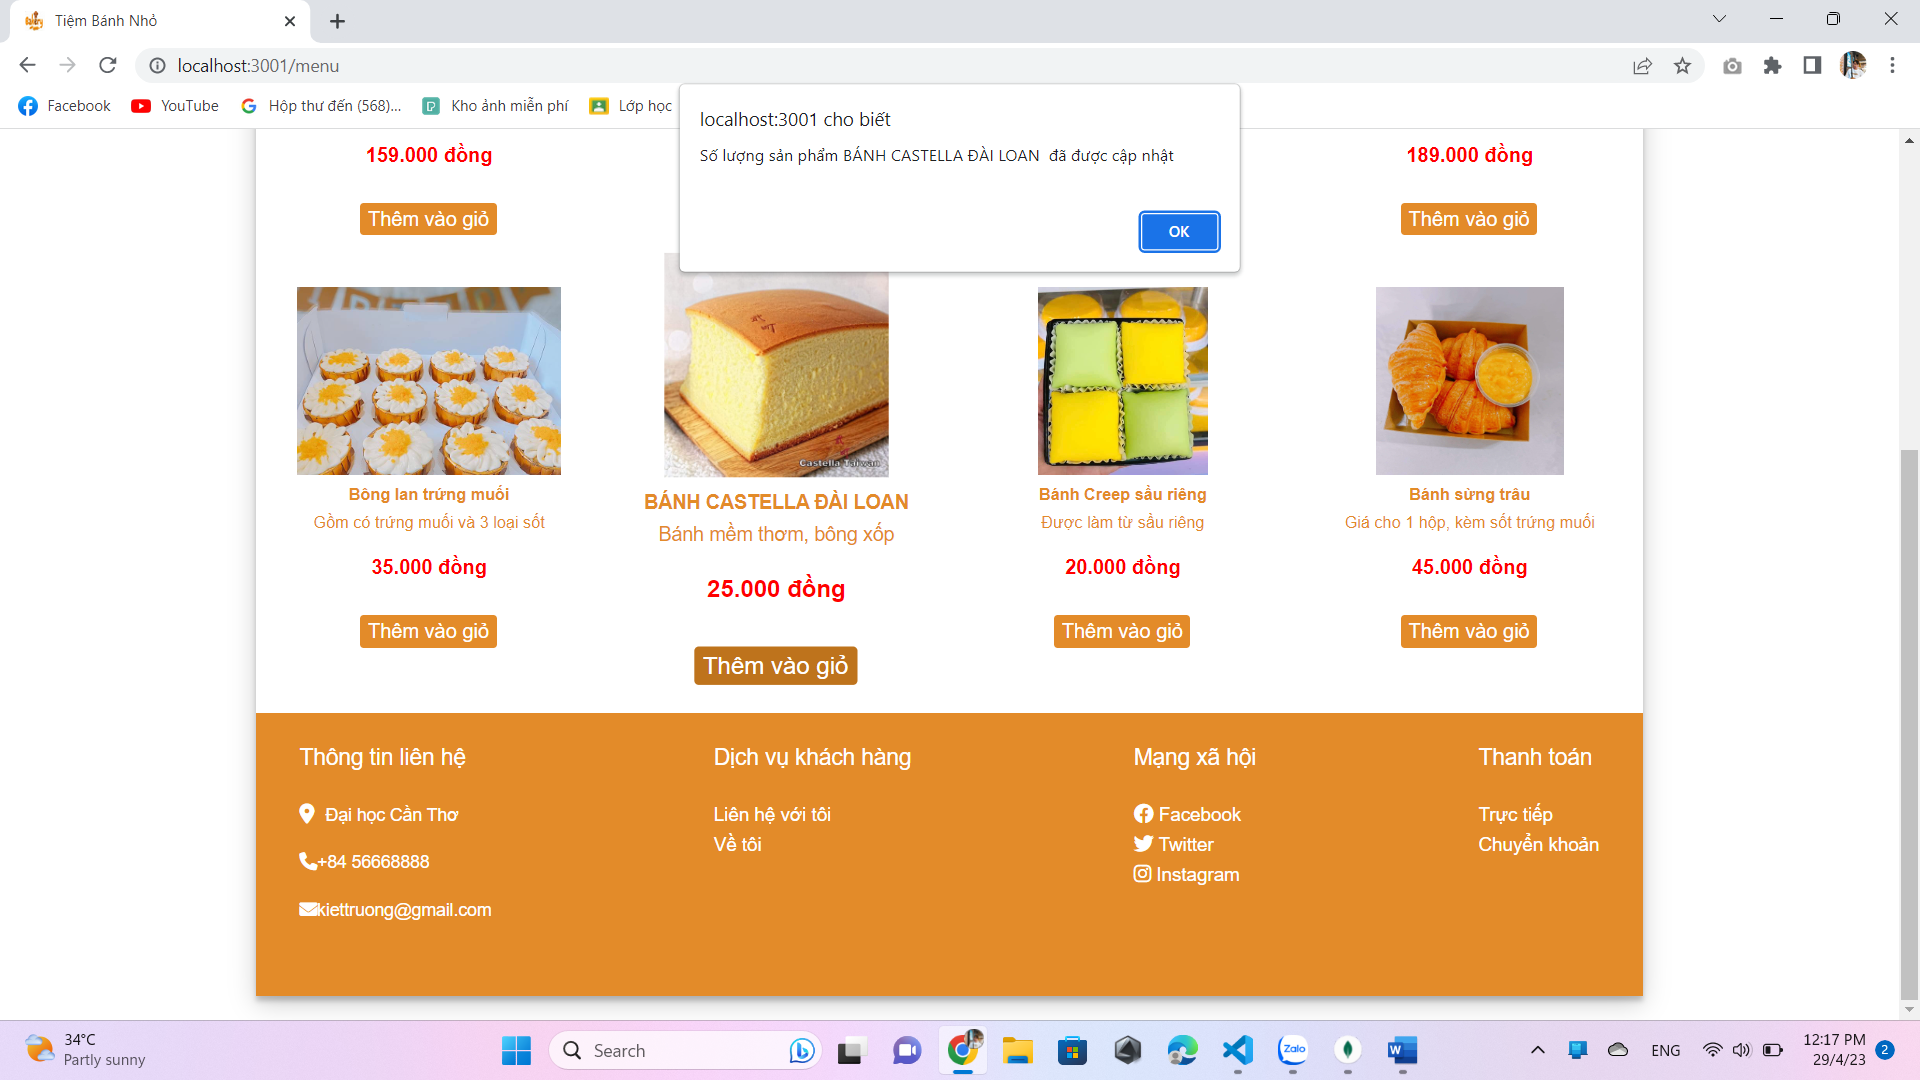 Tiệm Bánh Nhỏ
localhost:3001/menu
Facebook
YouTube
Hộp thư đến (568)...
Kho ảnh miễn phí
Lớp học
localhost:3001 cho biết
Số lượng sản phẩm BÁNH CASTELLA ĐÀI LOAN  đã được cập nhật
OK
159.000 đồng
189.000 đồng
Thêm vào giỏ
Thêm vào giỏ
Castella Taiwan
Bông lan trứng muối
BÁNH CASTELLA ĐÀI LOAN
Bánh Creep sầu riêng
Bánh sừng trâu
Gồm có trứng muối và 3 loại sốt
Bánh mềm thơm, bông xốp
Được làm từ sầu riêng
Giá cho 1 hộp, kèm sốt trứng muối
35.000 đồng
25.000 đồng
20.000 đồng
45.000 đồng
Thêm vào giỏ
Thêm vào giỏ
Thêm vào giỏ
Thêm vào giỏ
Thông tin liên hệ
Đại học Cần Thơ
+84 56668888
kiettruong@gmail.com
Dịch vụ khách hàng
Liên hệ với tôi
Về tôi
Mạng xã hội
Facebook
Twitter
Instagram
Thanh toán
Trực tiếp
Chuyển khoản
34°C
Partly sunny
Search
Zalo
W
ENG
12:17 PM
29/4/23
2